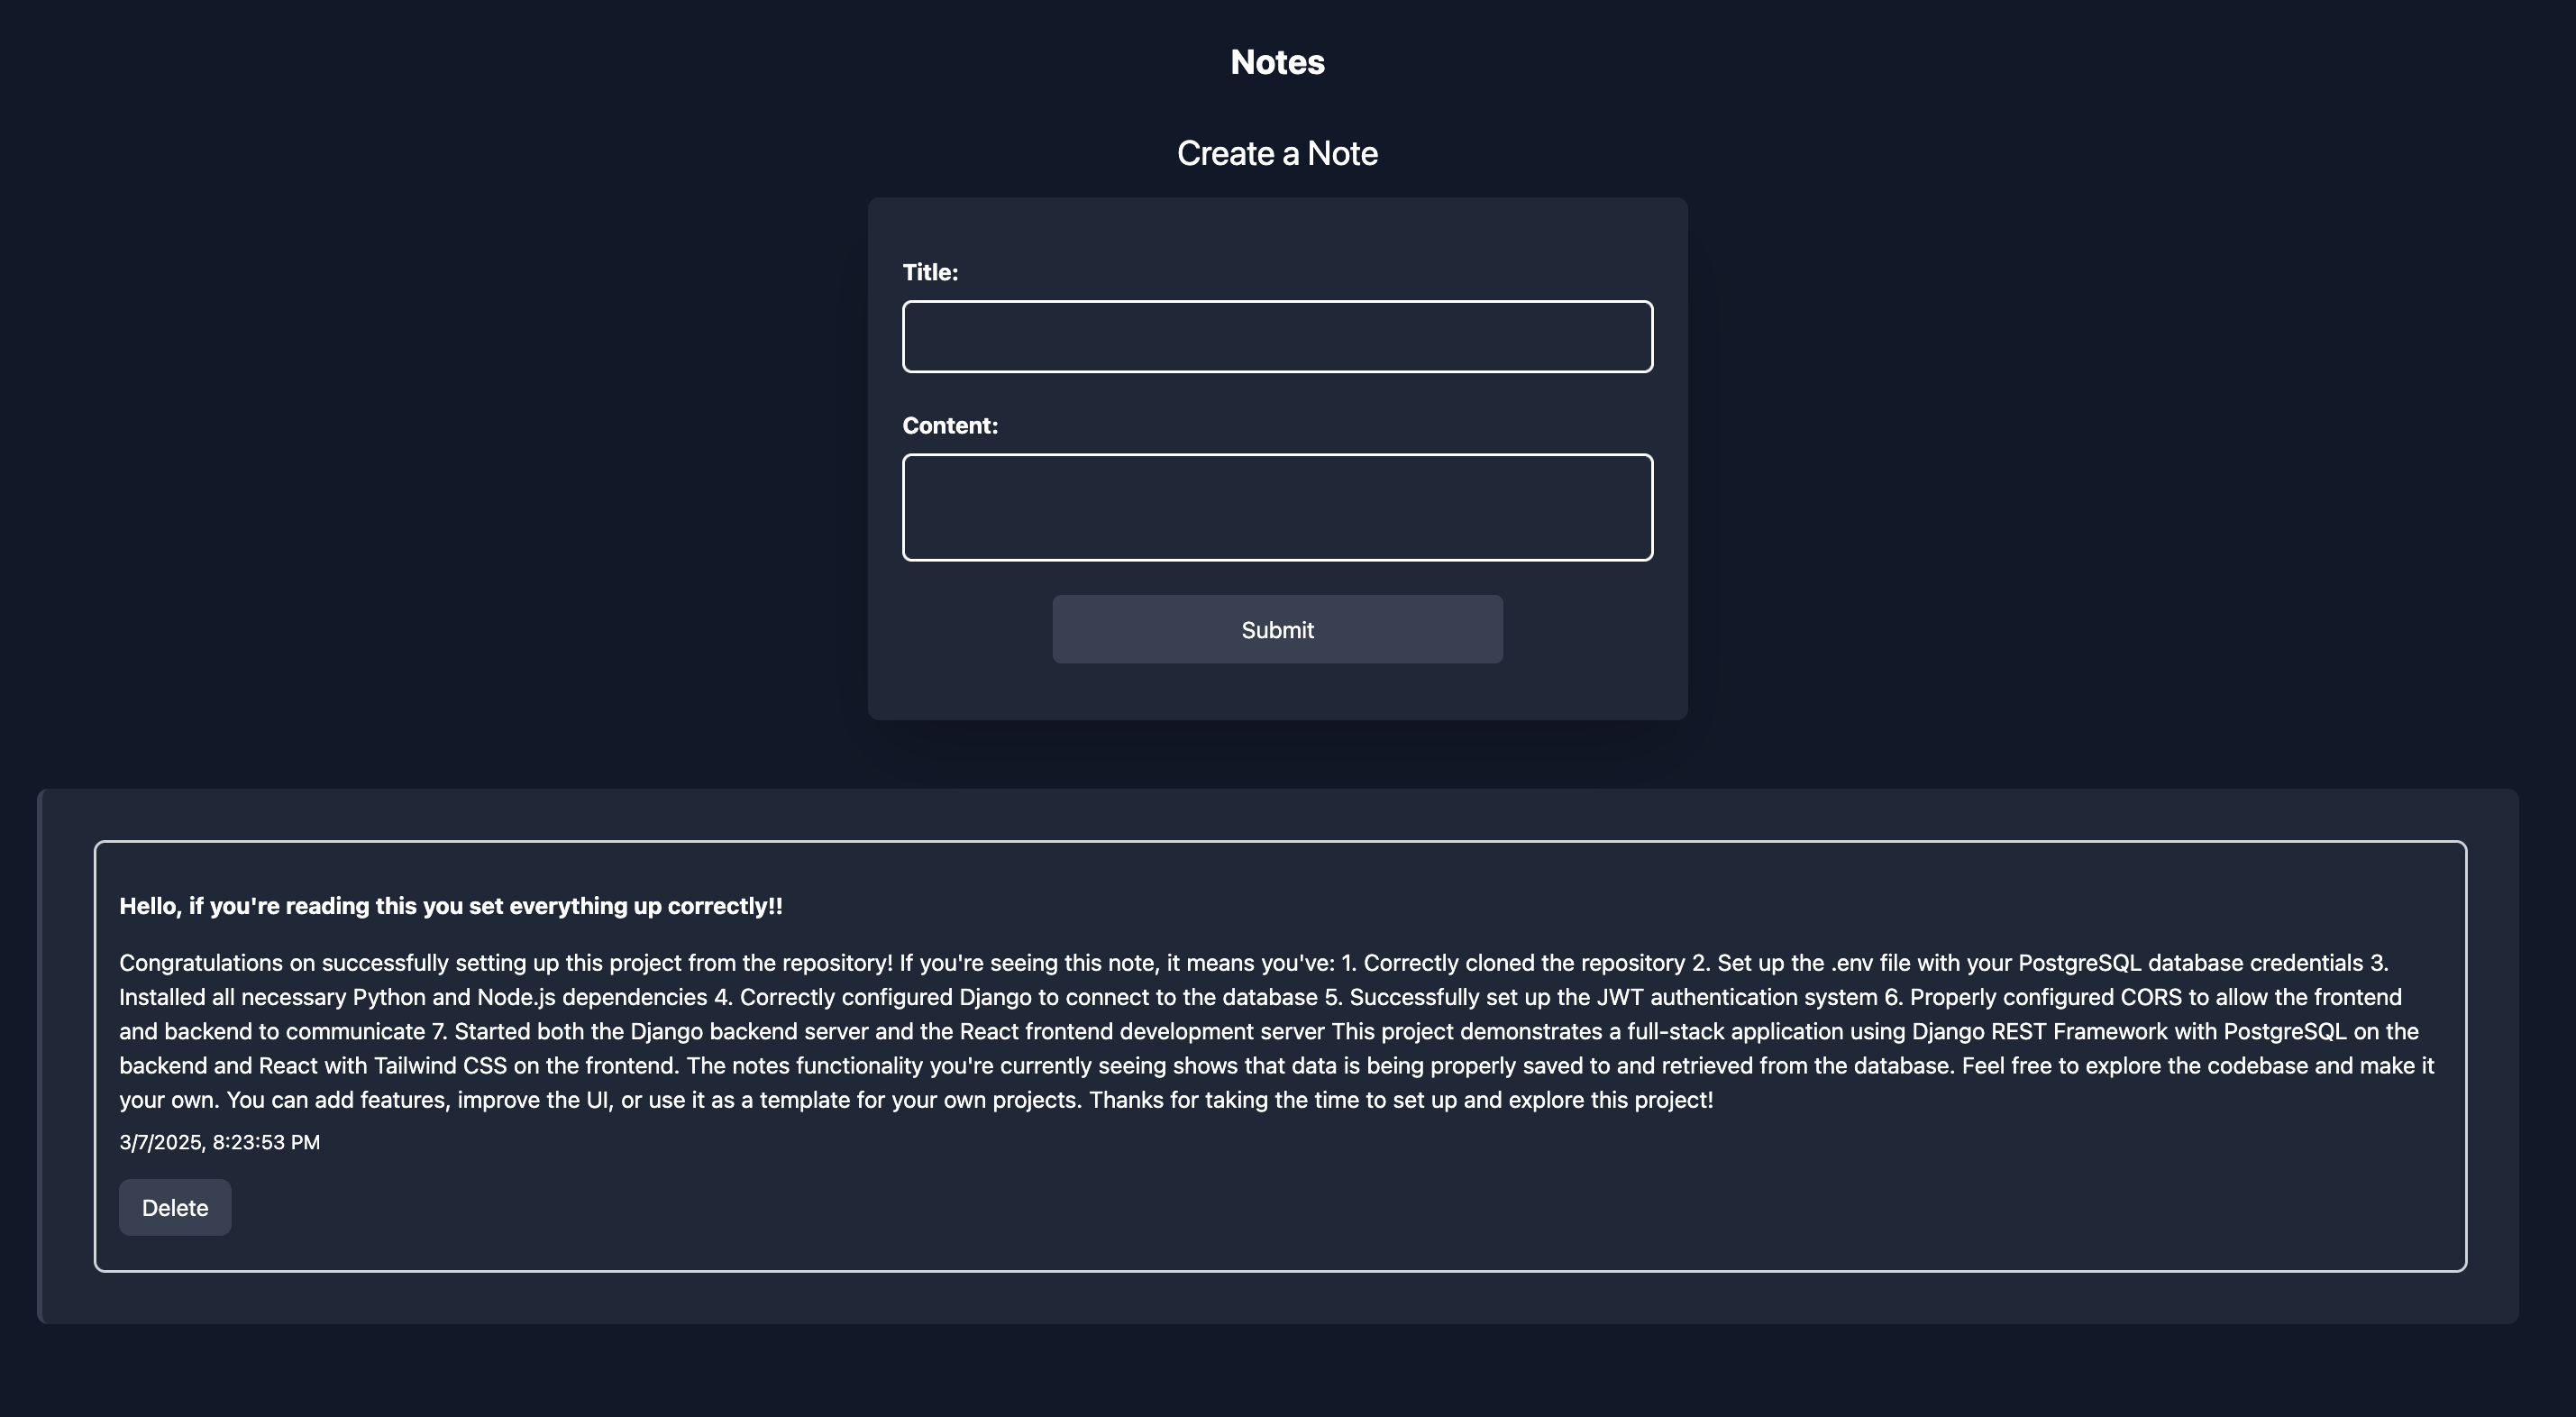 Notes
Create a Note
Title:
Content:
Submit
Hello, if you're reading this you set everything up correctly!!
Congratulations on successfully setting up this project from the repository! If you're seeing this note, it means you've: 1. Correctly cloned the repository 2. Set up the .env file with your PostgreSQL database credentials 3.
Installed all necessary Python and Node.js dependencies 4. Correctly configured Django to connect to the database 5. Successfully set up the JWT authentication system 6. Properly configured CORS to allow the frontend
and backend to communicate 7. Started both the Django backend server and the React frontend development server This project demonstrates a full-stack application using Django REST Framework with PostgreSQL on the
backend and React with Tailwind CSS on the frontend. The notes functionality you're currently seeing shows that data is being properly saved to and retrieved from the database. Feel free to explore the codebase and make it
your own. You can add features, improve the UI, or use it as a template for your own projects. Thanks for taking the time to set up and explore this project!
3/7/2025, 8:23:53 PM
Delete